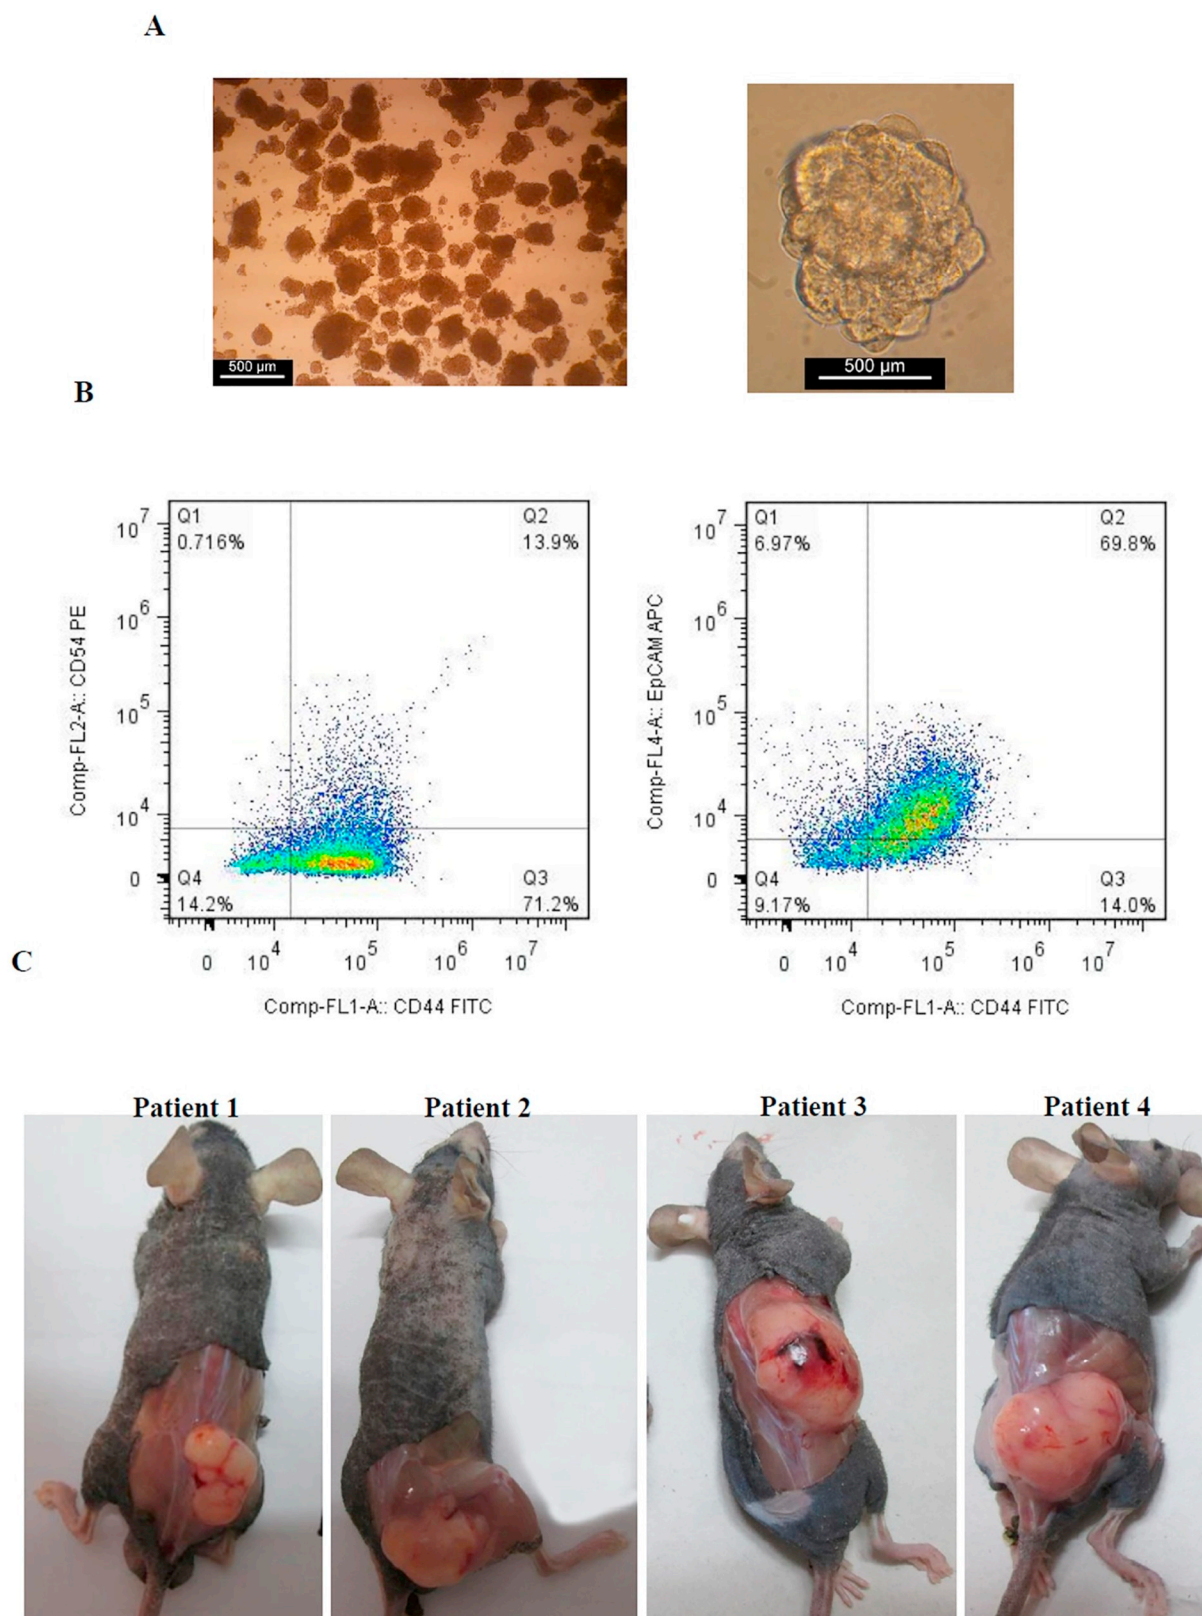 A
500 µm
500 µm
B
Q1
0.716%
Q2
13.9%
Q4
14.2%
Q3
71.2%
10^7
10^6
10^5
10^4
0
Comp-FL2-A:: CD54 PE
0 10^4 10^5 10^6 10^7
Comp-FL1-A:: CD44 FITC
Q1
6.97%
Q2
69.8%
Q4
9.17%
Q3
14.0%
10^7
10^6
10^5
10^4
0
Comp-FL4-A:: EpCAM APC
0 10^4 10^5 10^6 10^7
Comp-FL1-A:: CD44 FITC
C
Patient 1 Patient 2 Patient 3 Patient 4